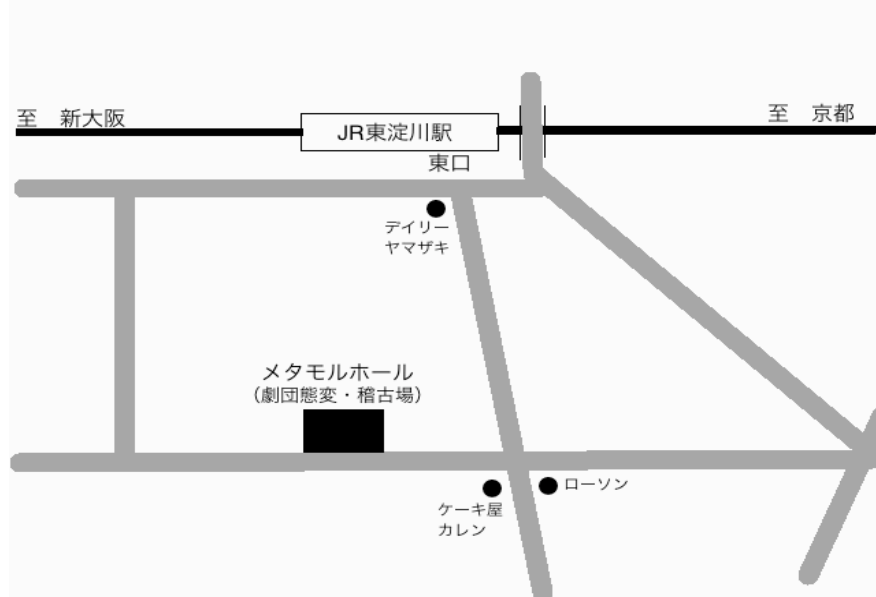 至　新大阪
至　京都
JR東淀川駅
東口
デイリー
ヤマザキ
メタモルホール
（劇団態変・稽古場）
ケーキ屋
カレン
ローソン